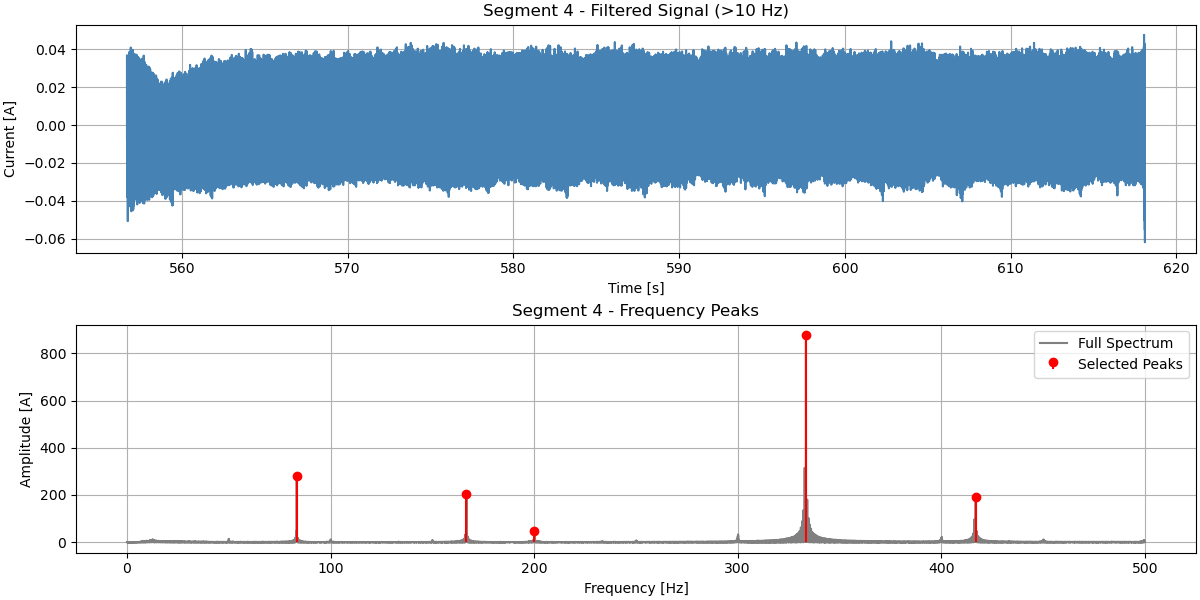 Segment 4 - Filtered Signal (>10 Hz)
0.04
0.02
0.00
−0.02
−0.04
−0.06
Current [A]
560 570 580 590 600 610 620
Time [s]
Segment 4 - Frequency Peaks
800
600
400
200
0
Amplitude [A]
Full Spectrum
Selected Peaks
0 100 200 300 400 500
Frequency [Hz]